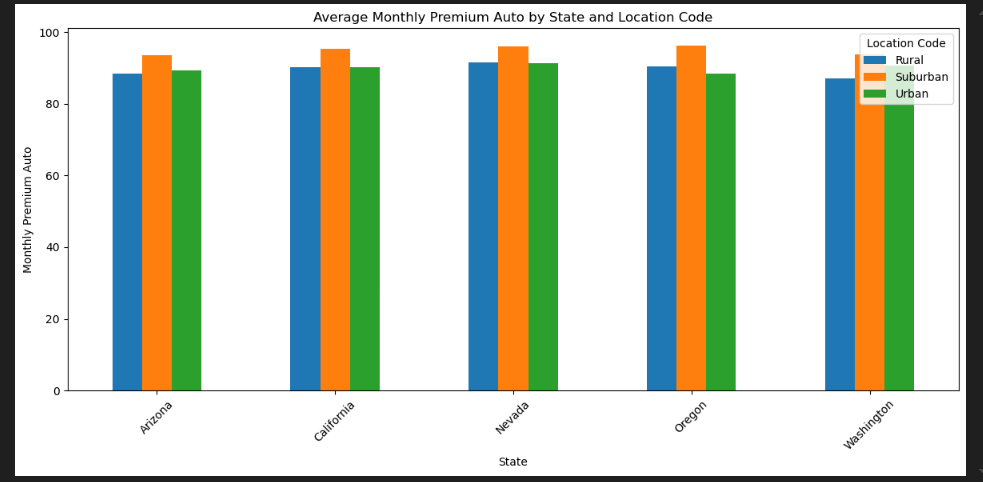 Average Monthly Premium Auto by State and Location Code
100
80
60
40
20
0
Monthly Premium Auto
Location Code
Rural
Suburban
Urban
Arizona
California
Nevada
Oregon
Washington
State